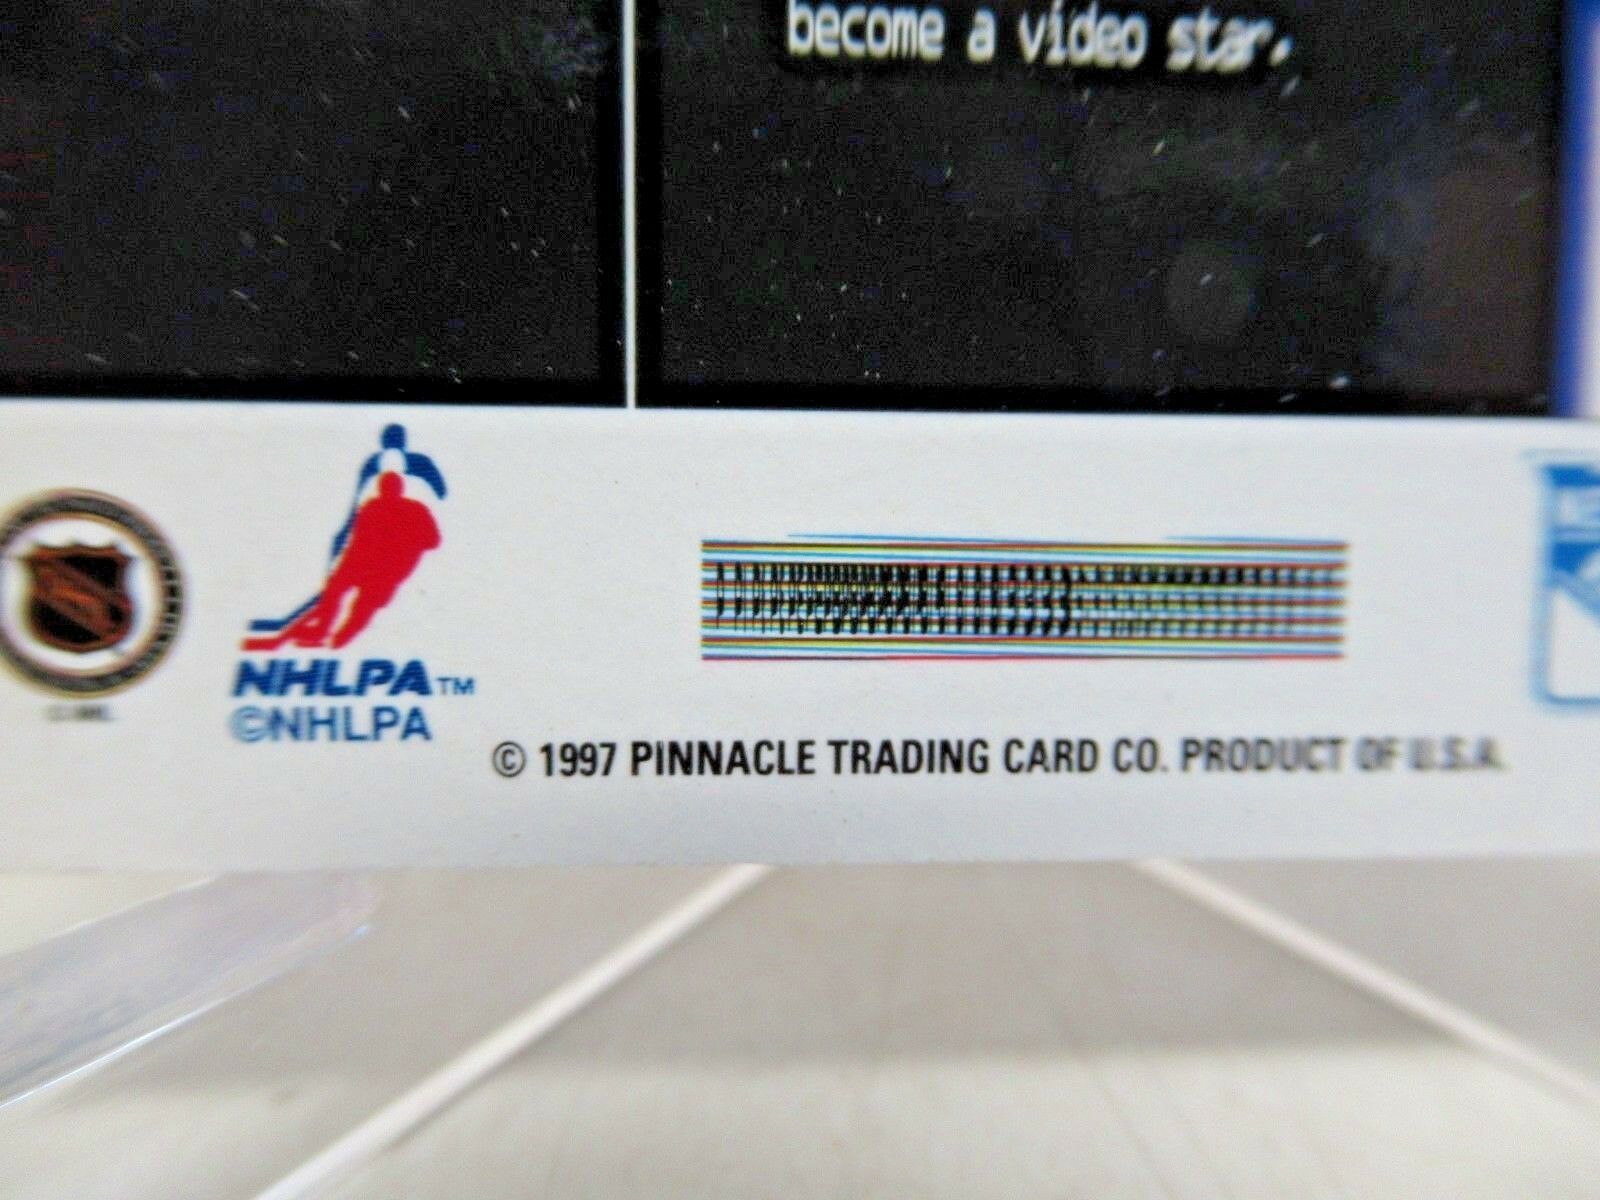 become a video star.
NHLPA™
©NHLPA
© 1997 PINNACLE TRADING CARD CO. PRODUCT OF U.S.A.